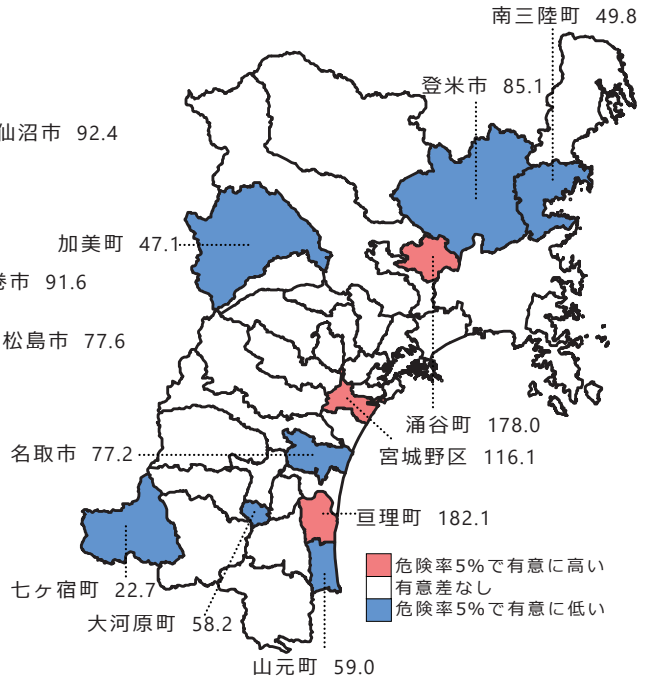 南三陸町 49.8
登米市 85.1
仙沼市 92.4
加美町 47.1
巻市 91.6
松島市 77.6
涌谷町 178.0
宮城野区 116.1
名取市 77.2
亘理町 182.1
七ヶ宿町 22.7
大河原町 58.2
山元町 59.0
危険率5%で有意に高い
有意差なし
危険率5%で有意に低い